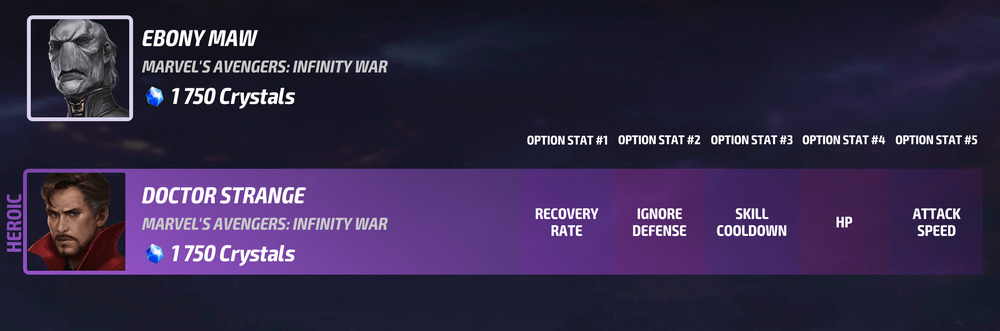 EBONY MAW
MARVEL'S AVENGERS: INFINITY WAR
1 750 Crystals
OPTION STAT #1 OPTION STAT #2 OPTION STAT #3 OPTION STAT #4 OPTION STAT #5
HEROIC
DOCTOR STRANGE
MARVEL'S AVENGERS: INFINITY WAR
1 750 Crystals
RECOVERY RATE
IGNORE DEFENSE
SKILL COOLDOWN
HP
ATTACK SPEED